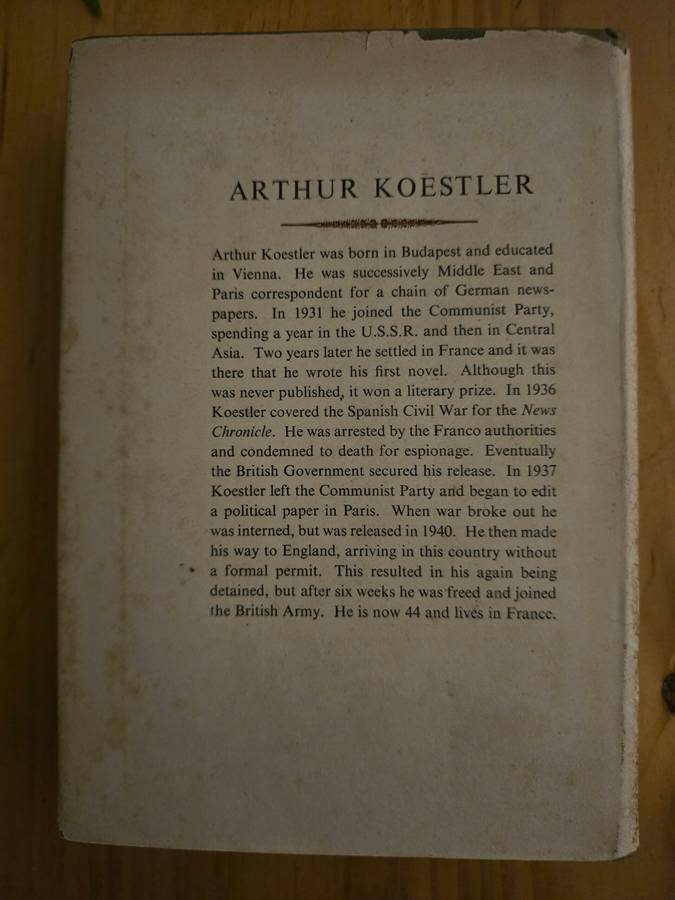 ARTHUR KOESTLER
Arthur Koestler was born in Budapest and educated
in Vienna. He was successively Middle East and
Paris correspondent for a chain of German news-
papers. In 1931 he joined the Communist Party,
spending a year in the U.S.S.R. and then in Central
Asia. Two years later he settled in France and it was
there that he wrote his first novel. Although this
was never published, it won a literary prize. In 1936
Koestler covered the Spanish Civil War for the News
Chronicle. He was arrested by the Franco authorities
and condemned to death for espionage. Eventually
the British Government secured his release. In 1937
Koestler left the Communist Party and began to edit
a political paper in Paris. When war broke out he
was interned, but was released in 1940. He then made
his way to England, arriving in this country without
a formal permit. This resulted in his again being
detained, but after six weeks he was freed and joined
the British Army. He is now 44 and lives in France.